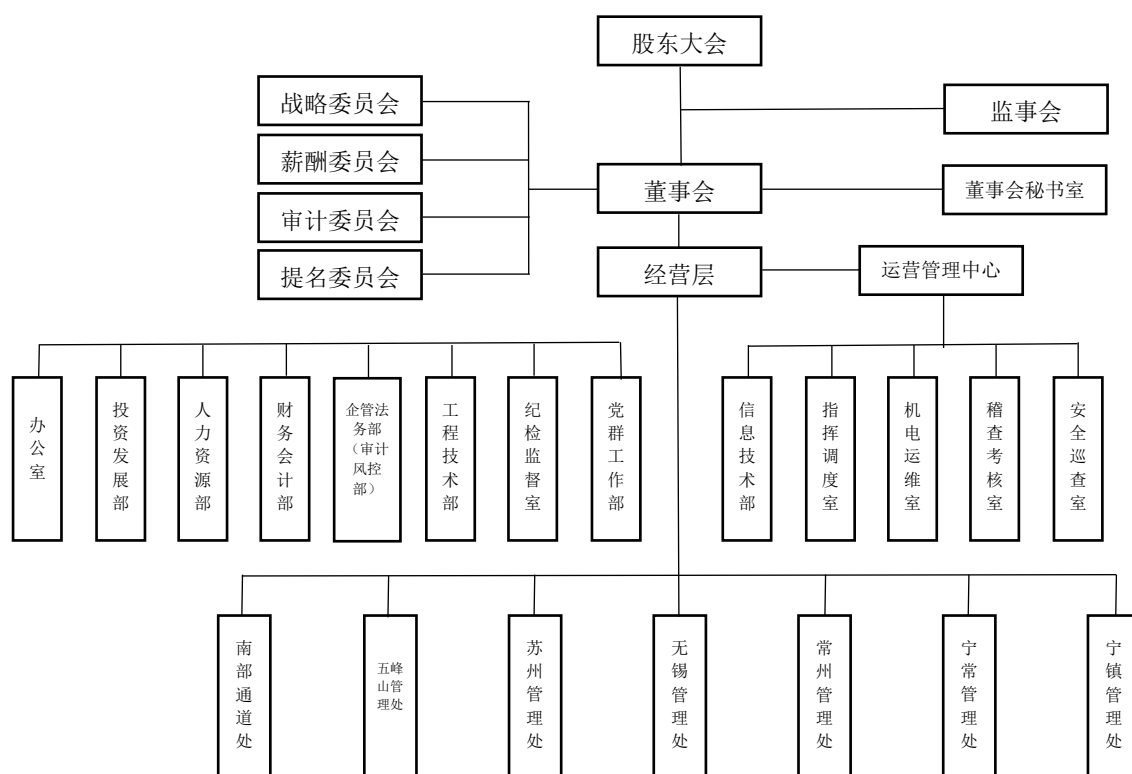 股东大会
战略委员会
监事会
薪酬委员会
董事会
董事会秘书室
审计委员会
提名委员会
经营层
运营管理中心
办公室
投资发展部
人力资源部
财务会计部
企管法
务部
（审计
风控
部）
工程技术部
纪检监督室
党群工作部
信息技术部
指挥调度室
机电运维室
稽查考核室
安全巡查室
南部通道处
五峰
山管
理处
苏州管理处
无锡管理处
常州管理处
宁常管理处
宁镇管理处